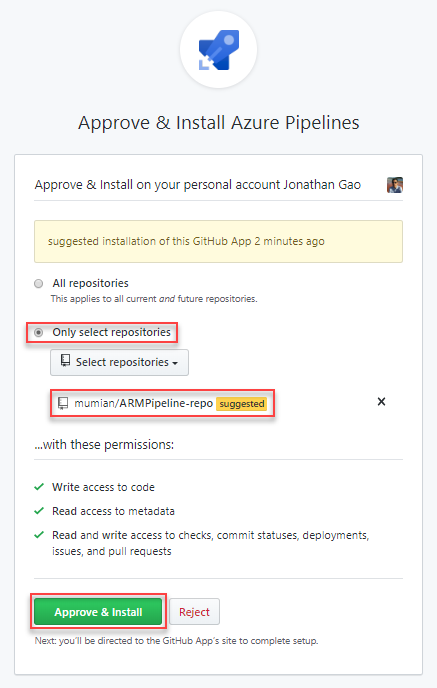 Approve & Install Azure Pipelines
Approve & Install on your personal account Jonathan Gao
suggested installation of this GitHub App 2 minutes ago
All repositories
This applies to all current and future repositories.
Only select repositories
Select repositories
mumian/ARMPipeline-repo suggested
...with these permissions:
Write access to code
Read access to metadata
Read and write access to checks, commit statuses, deployments,
issues, and pull requests
Approve & Install Reject
Next: you'll be directed to the GitHub App's site to complete setup.